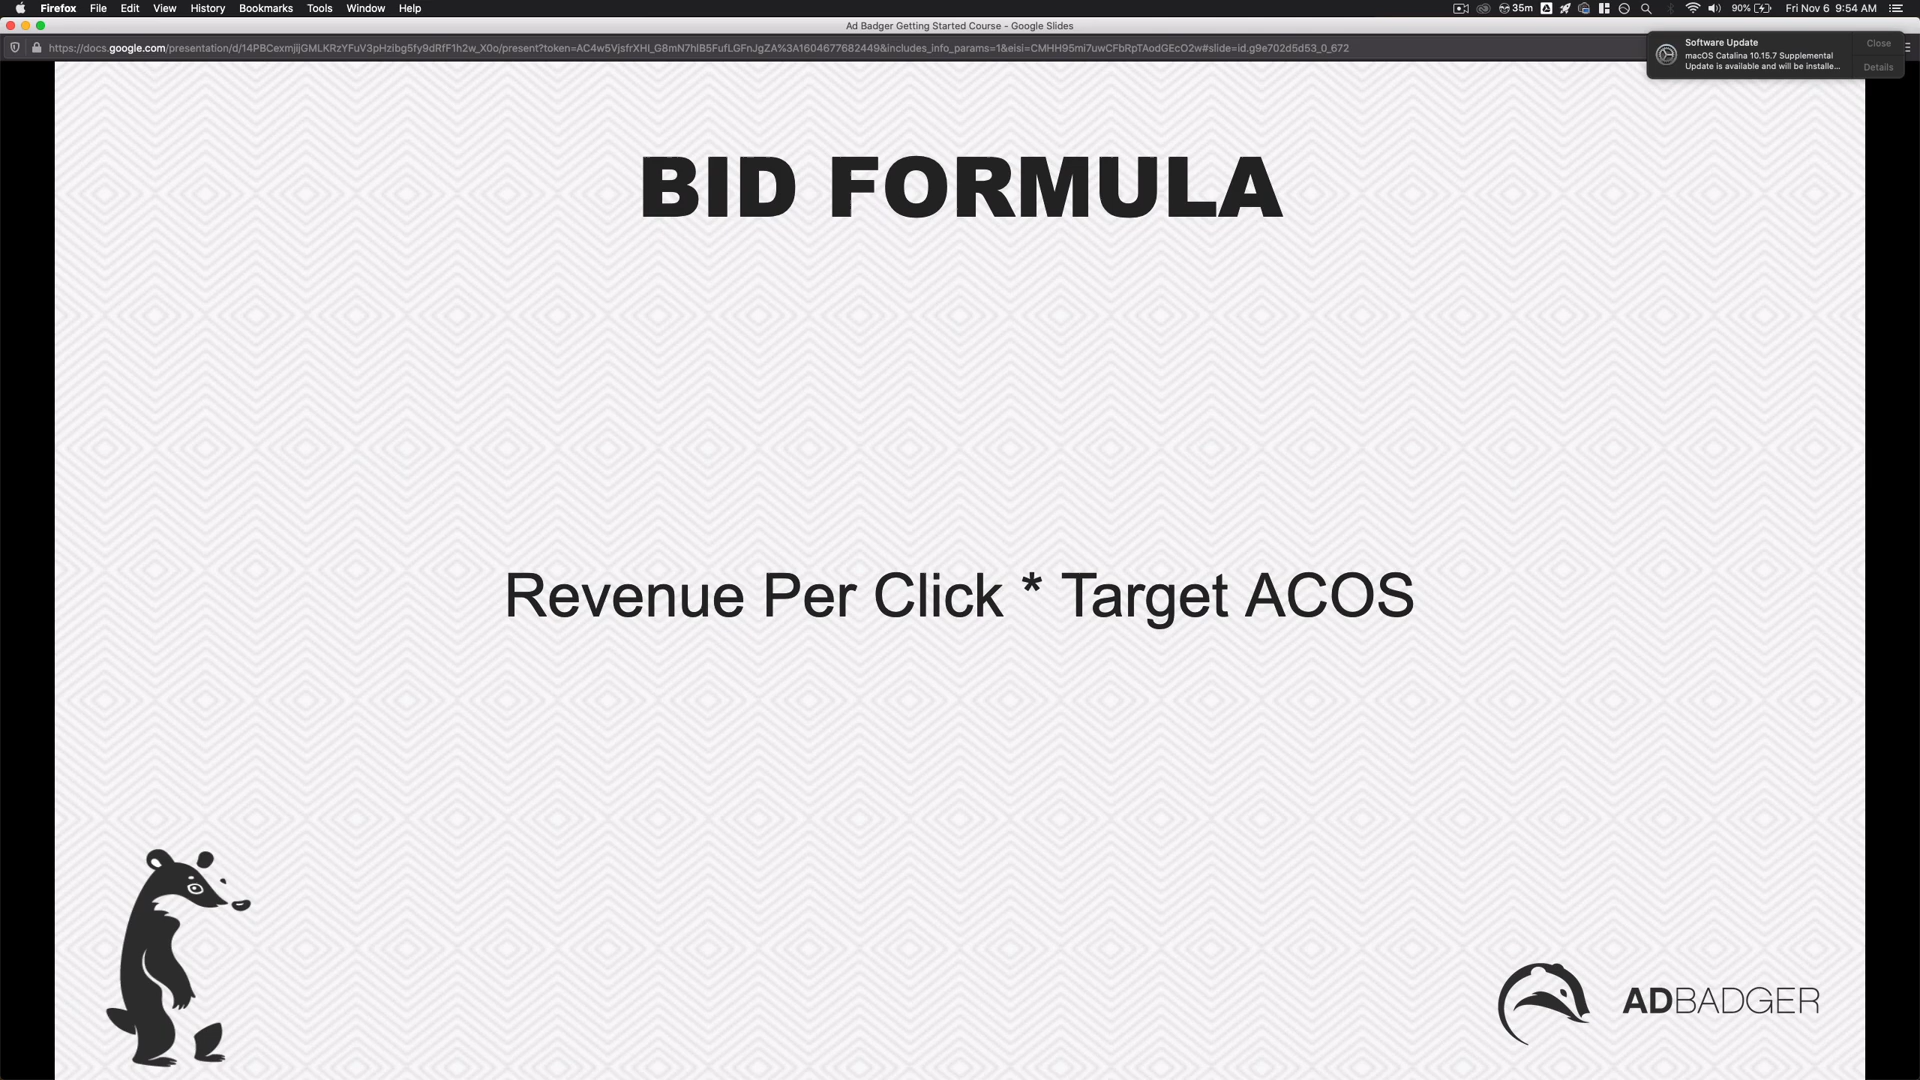 Firefox File Edit View History Bookmarks Tools Window Help
35m
90%
Fri Nov 6 9:54 AM
Ad Badger Getting Started Course - Google Slides
Software Update
macOS Catalina 10.15.7 Supplemental
Update is available and will be installe...
Close
Details
BID FORMULA
Revenue Per Click * Target ACOS
ADBADGER